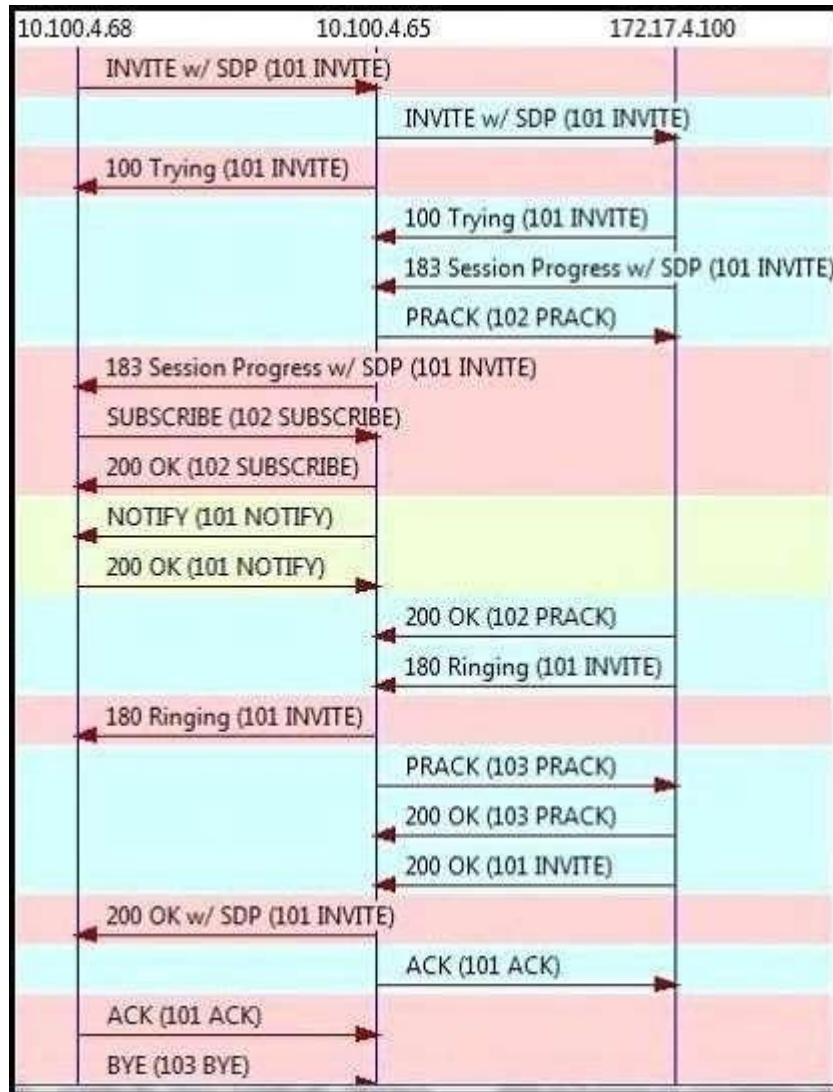 10.100.4.68 10.100.4.65 172.17.4.100
INVITE w/ SDP (101 INVITE)
INVITE w/ SDP (101 INVITE)
100 Trying (101 INVITE)
100 Trying (101 INVITE)
183 Session Progress w/ SDP (101 INVITE)
PRACK (102 PRACK)
183 Session Progress w/ SDP (101 INVITE)
SUBSCRIBE (102 SUBSCRIBE)
200 OK (102 SUBSCRIBE)
NOTIFY (101 NOTIFY)
200 OK (101 NOTIFY)
200 OK (102 PRACK)
180 Ringing (101 INVITE)
180 Ringing (101 INVITE)
PRACK (103 PRACK)
200 OK (103 PRACK)
200 OK (101 INVITE)
200 OK w/ SDP (101 INVITE)
ACK (101 ACK)
ACK (101 ACK)
BYE (103 BYE)